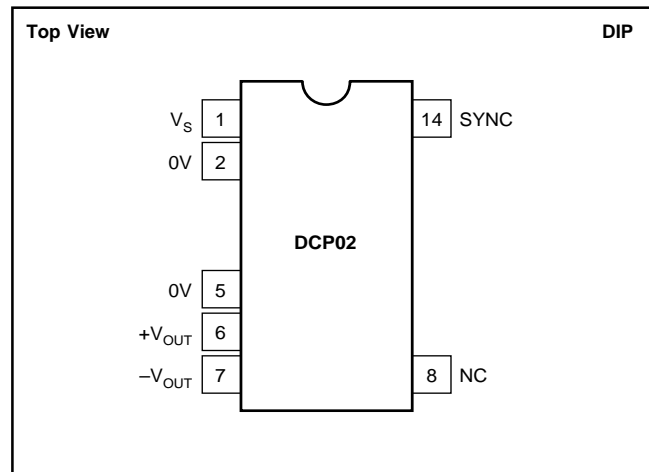 Top View DIP
V_S 1 14 SYNC
0V 2
DCP02
0V 5
+V_OUT 6
–V_OUT 7 8 NC